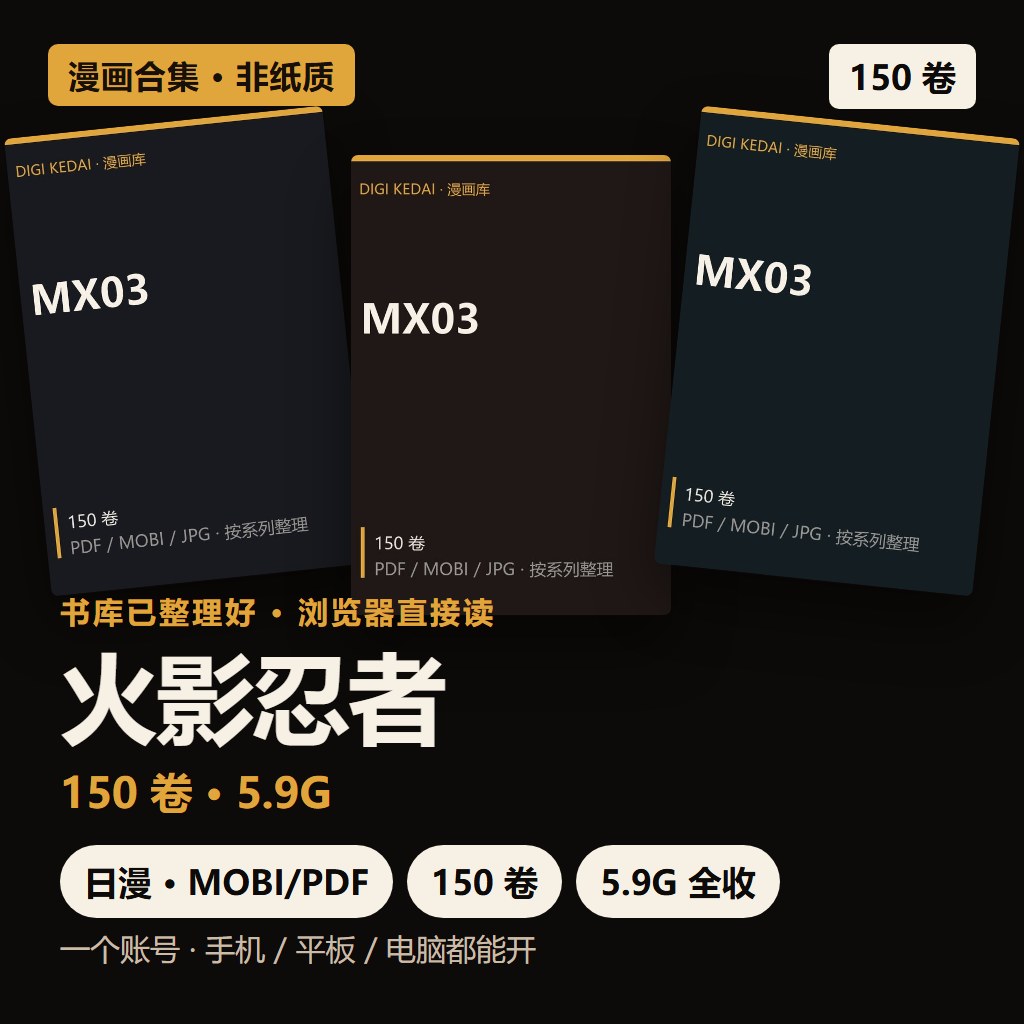 漫画合集 • 非纸质
150 卷
DIGI KEDAI · 漫画库
MX03
150 卷
PDF / MOBI / JPG · 按系列整理
DIGI KEDAI · 漫画库
MX03
150 卷
PDF / MOBI / JPG · 按系列整理
DIGI KEDAI · 漫画库
MX03
150 卷
PDF / MOBI / JPG · 按系列整理
书库已整理好 • 浏览器直接读
火影忍者
150 卷 • 5.9G
日漫 • MOBI/PDF
150 卷
5.9G 全收
一个账号 · 手机 / 平板 / 电脑都能开